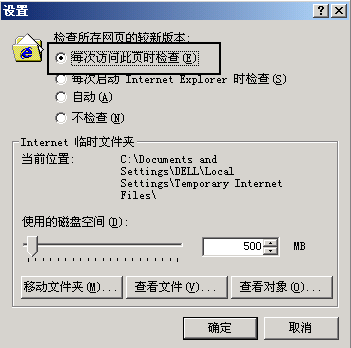 设置
检查所存网页的较新版本:
每次访问此页时检查(E)
每次启动 Internet Explorer 时检查(S)
自动(A)
不检查(N)
Internet 临时文件夹
当前位置: C:\Documents and
Settings\DELL\Local
Settings\Temporary Internet
Files\
使用的磁盘空间(D):
500 MB
移动文件夹(M)... 查看文件(V)... 查看对象(O)...
确定 取消